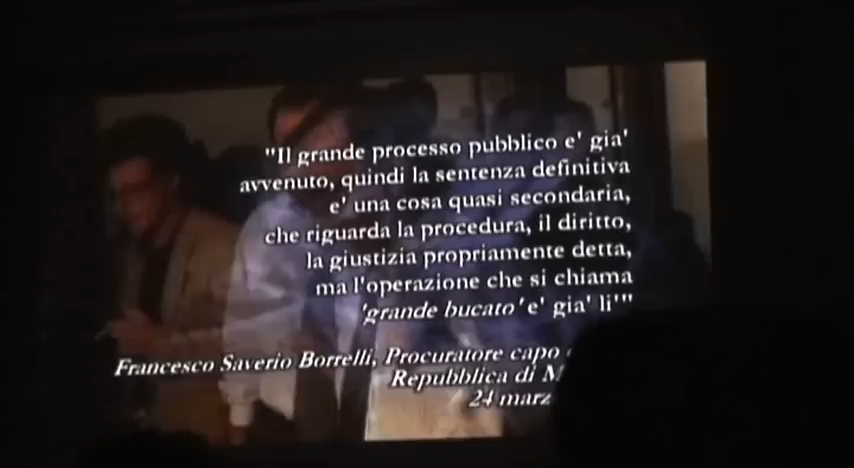 "Il grande processo pubblico e' gia'
avvenuto, quindi la sentenza definitiva
e' una cosa quasi secondaria,
che riguarda la procedura, il diritto,
la giustizia propriamente detta,
ma l'operazione che si chiama
'grande bucato' e' gia' li'"
Francesco Saverio Borrelli, Procuratore capo
Repubblica di
24